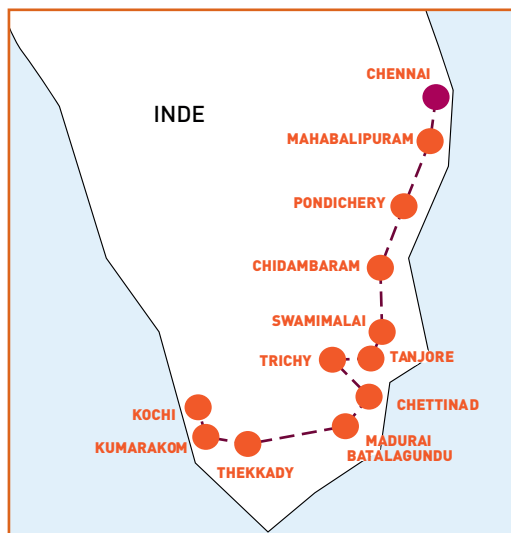 CHENNAI
INDE
MAHABALIPURAM
PONDICHERY
CHIDAMBARAM
SWAMIMALAI
TRICHY
TANJORE
CHETTINAD
KOCHI
MADURAI
BATALAGUNDU
KUMARAKOM
THEKKADY